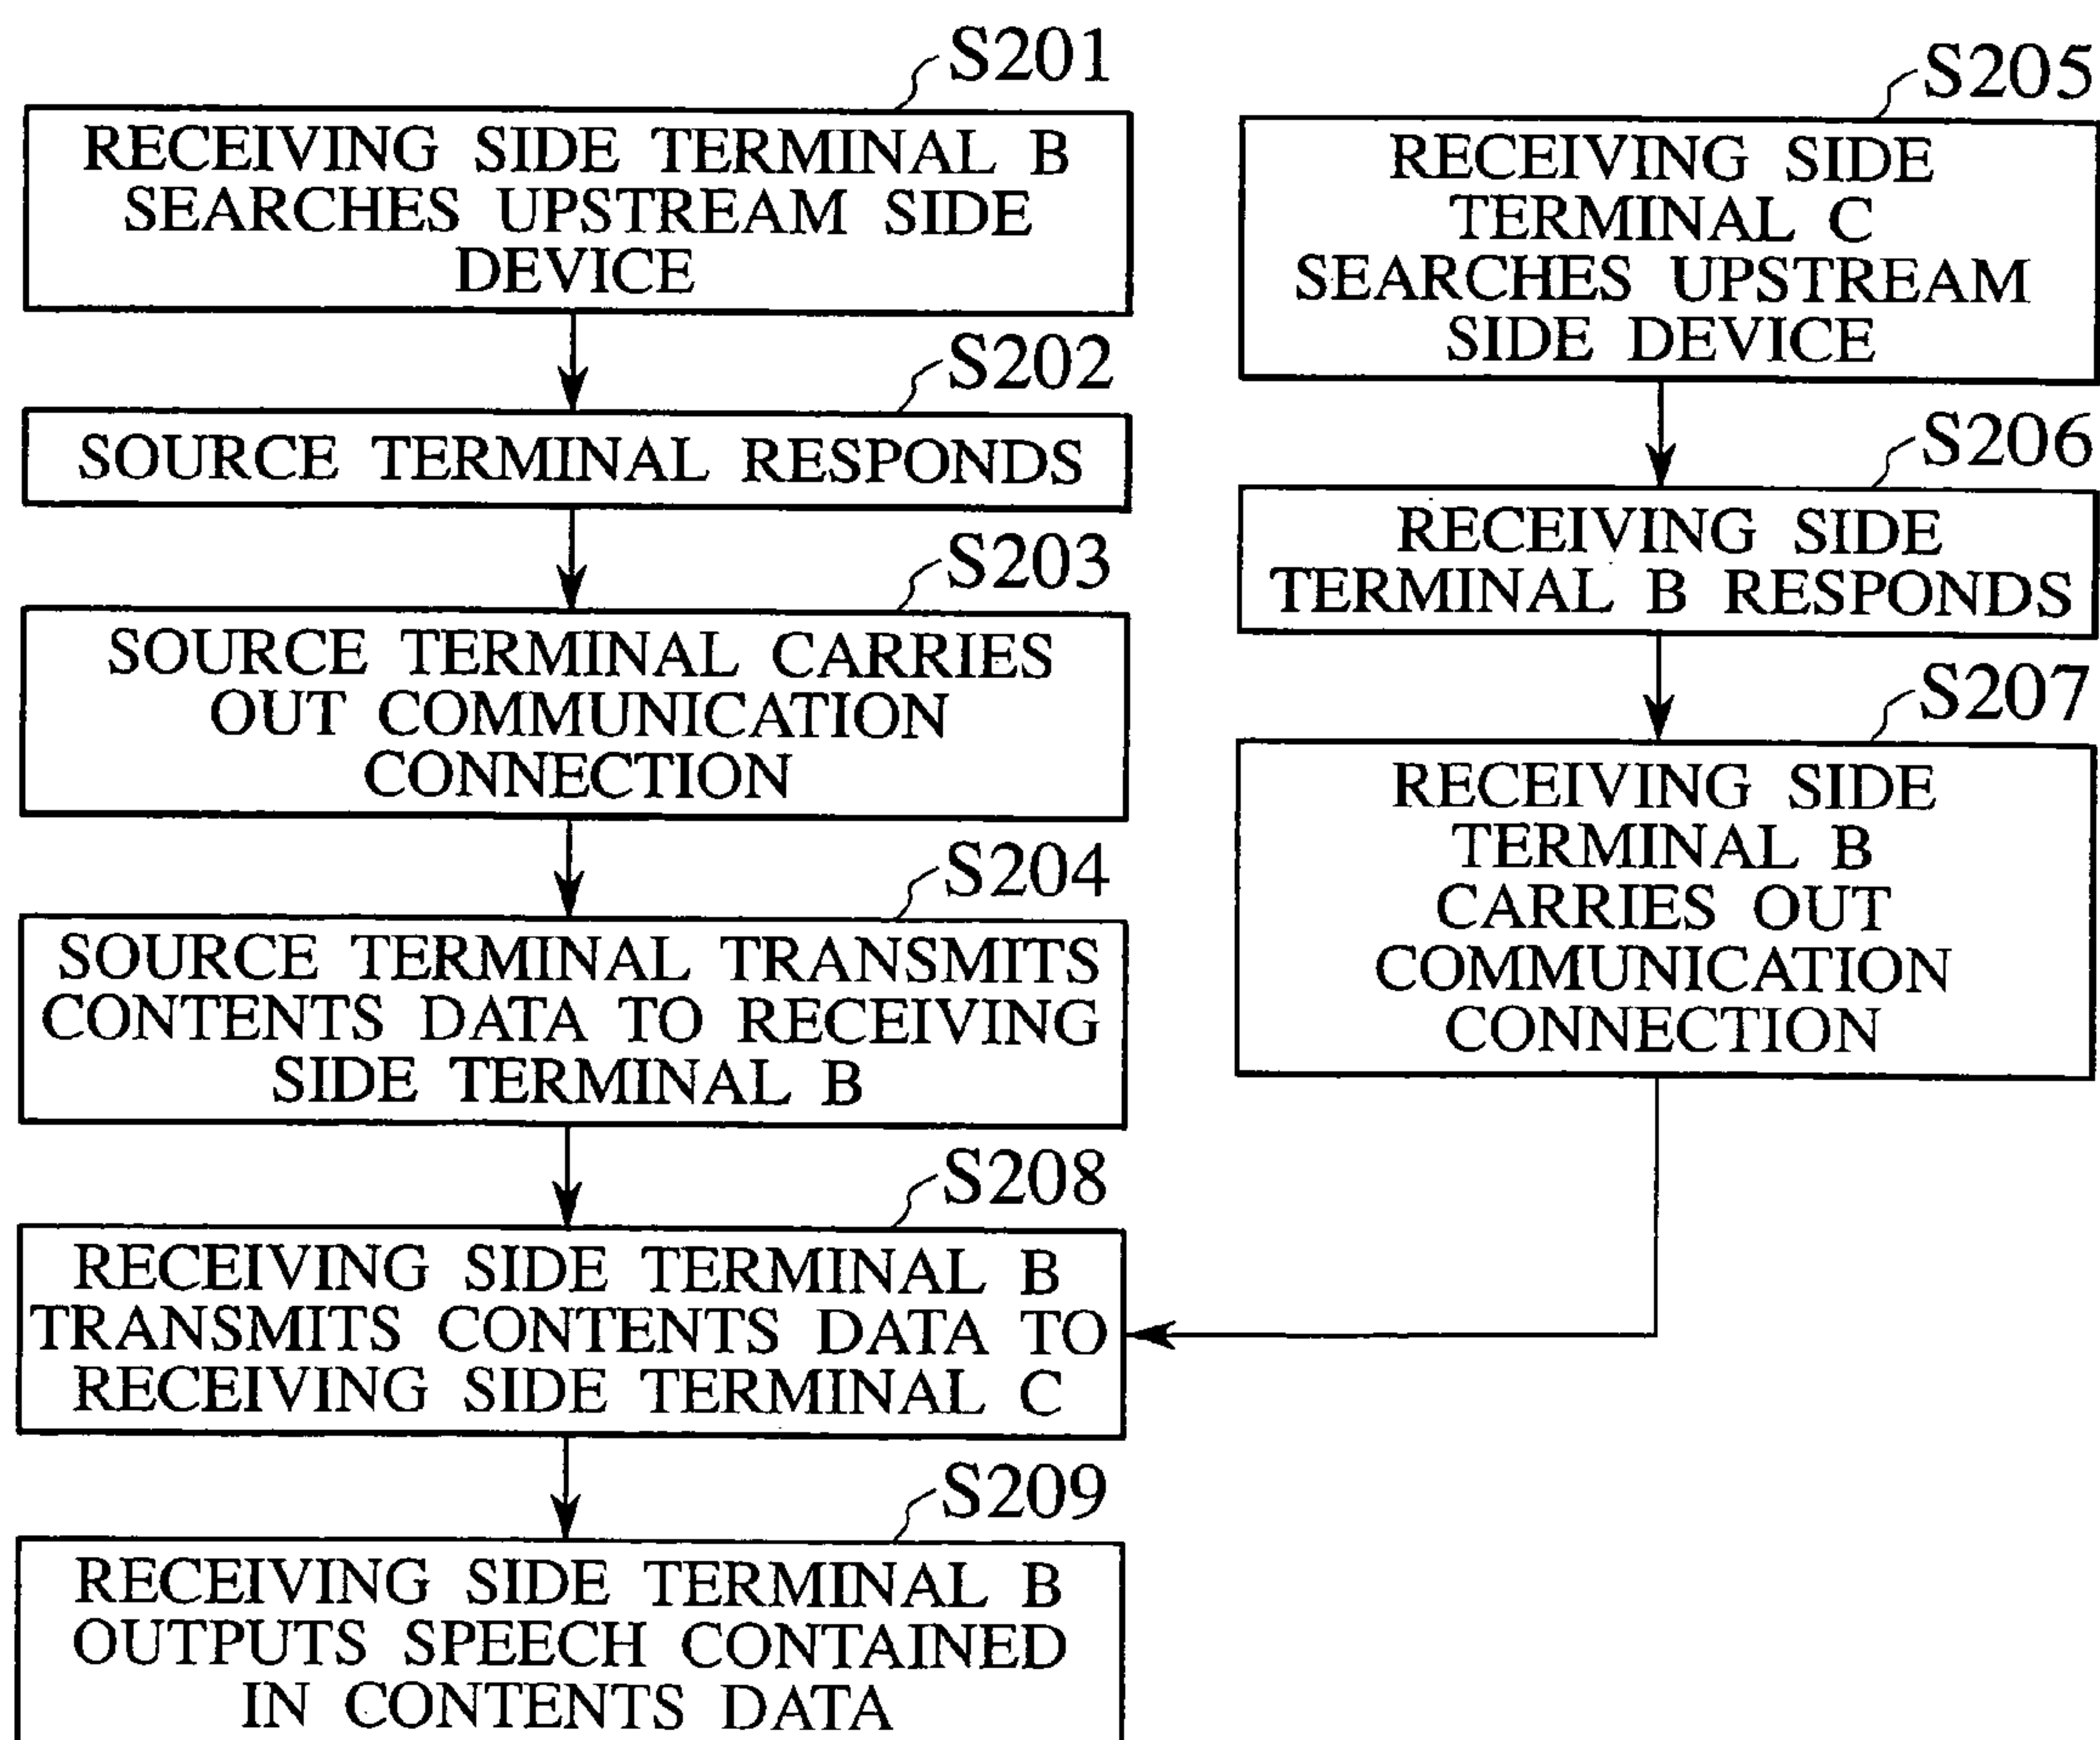 S201
RECEIVING SIDE TERMINAL B
SEARCHES UPSTREAM SIDE
DEVICE
S202
SOURCE TERMINAL RESPONDS
S203
SOURCE TERMINAL CARRIES
OUT COMMUNICATION
CONNECTION
S204
SOURCE TERMINAL TRANSMITS
CONTENTS DATA TO RECEIVING
SIDE TERMINAL B
S205
RECEIVING SIDE
TERMINAL C
SEARCHES UPSTREAM
SIDE DEVICE
S206
RECEIVING SIDE
TERMINAL B RESPONDS
S207
RECEIVING SIDE
TERMINAL B
CARRIES OUT
COMMUNICATION
CONNECTION
S208
RECEIVING SIDE TERMINAL B
TRANSMITS CONTENTS DATA TO
RECEIVING SIDE TERMINAL C
S209
RECEIVING SIDE TERMINAL B
OUTPUTS SPEECH CONTAINED
IN CONTENTS DATA